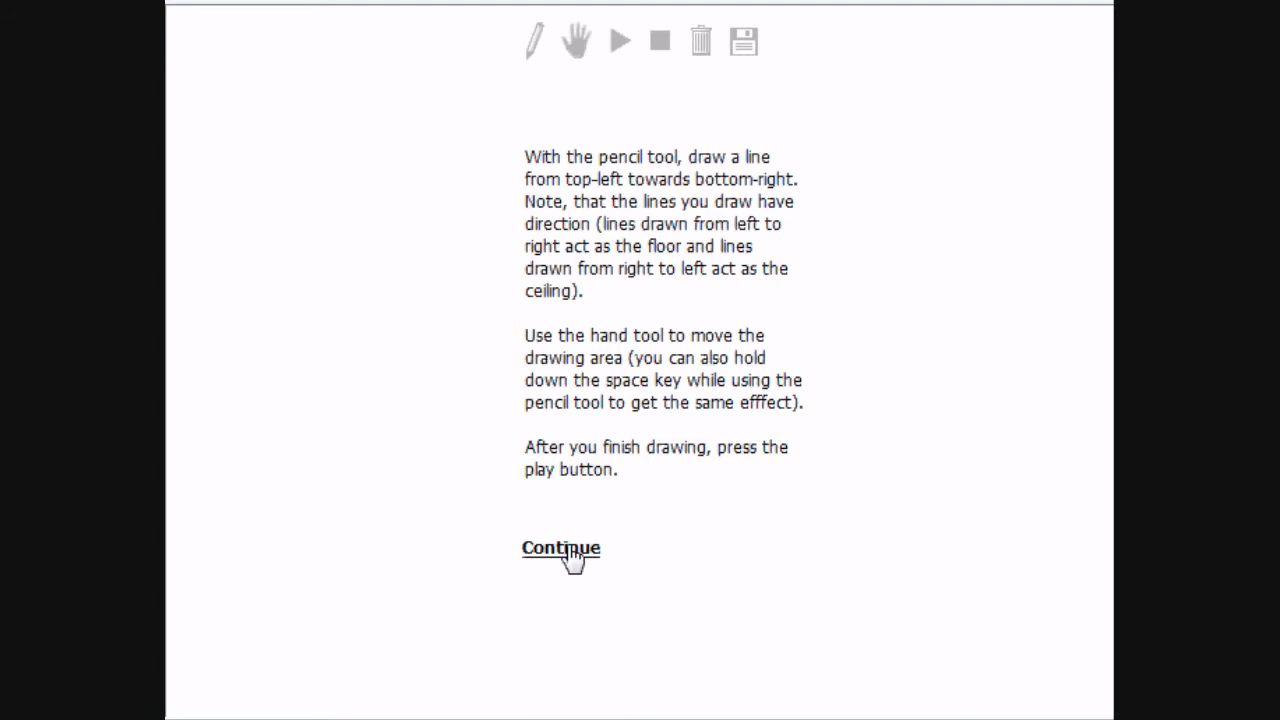 With the pencil tool, draw a line
from top-left towards bottom-right.
Note, that the lines you draw have
direction (lines drawn from left to
right act as the floor and lines
drawn from right to left act as the
ceiling).
Use the hand tool to move the
drawing area (you can also hold
down the space key while using the
pencil tool to get the same efffect).
After you finish drawing, press the
play button.
Continue